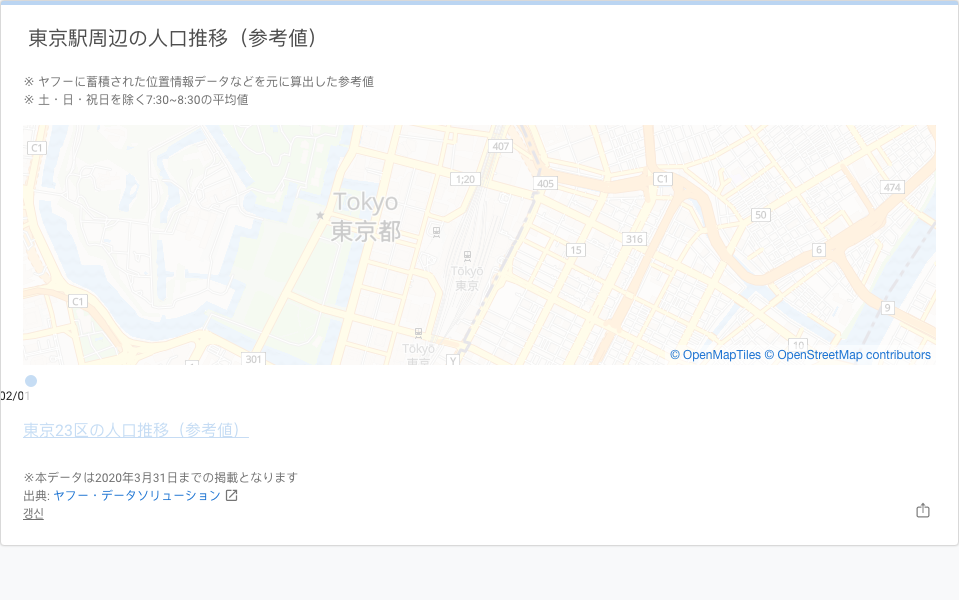 東京駅周辺の人口推移（参考値）
※ ヤフーに蓄積された位置情報データなどを元に算出した参考値
※ 土・日・祝日を除く7:30~8:30の平均値
C1
407
1;20
405
C1
474
Tokyo
東京都
50
316
15
6
Tōkyō
東京
C1
9
10
Tōkyō
東京
301
Y
© OpenMapTiles © OpenStreetMap contributors
02/01
東京23区の人口推移（参考値）
※本データは2020年3月31日までの掲載となります
出典: ヤフー・データソリューション
갱신